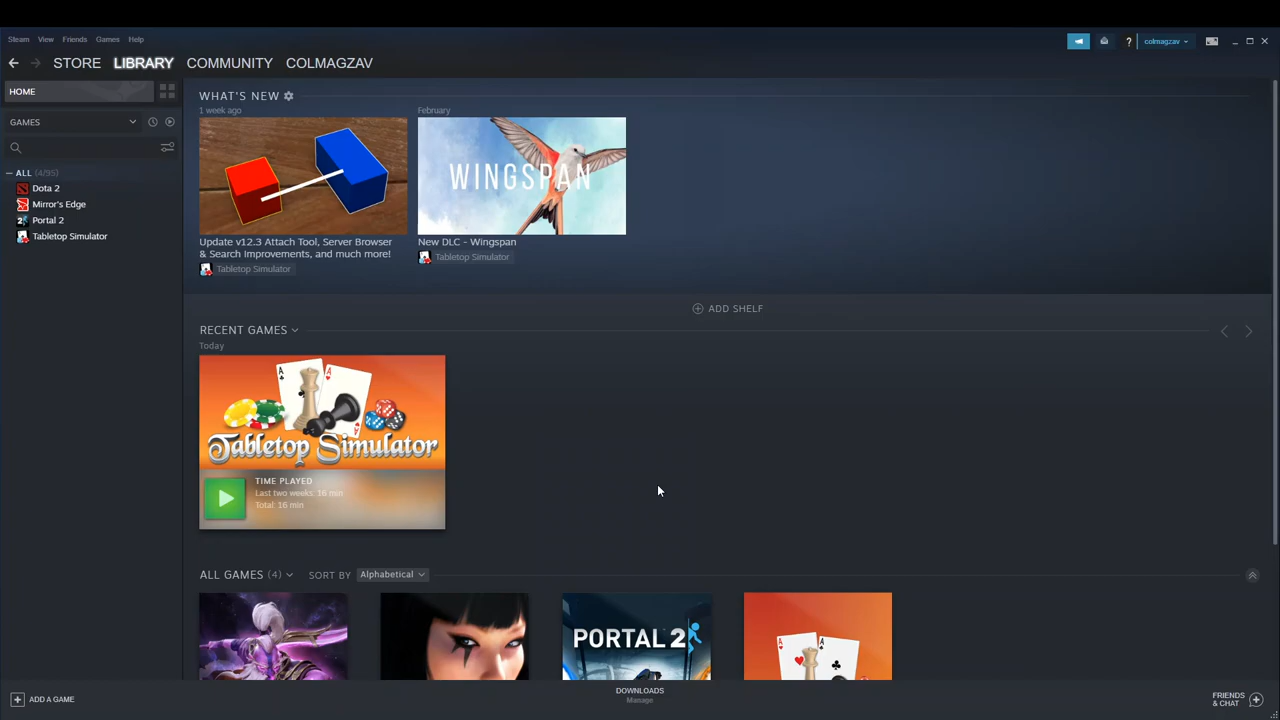 Steam View Friends Games Help
colmagzav
STORE LIBRARY COMMUNITY COLMAGZAV
HOME
GAMES
ALL (4/95)
Dota 2
Mirror's Edge
Portal 2
Tabletop Simulator
WHAT'S NEW
1 week ago
Update v12.3 Attach Tool, Server Browser
& Search Improvements, and much more!
Tabletop Simulator
February
WINGSPAN
New DLC - Wingspan
Tabletop Simulator
ADD SHELF
RECENT GAMES
Today
Tabletop Simulator
TIME PLAYED
Last two weeks: 16 min
Total: 16 min
ALL GAMES (4) SORT BY Alphabetical
PORTAL 2
ADD A GAME
DOWNLOADS
Manage
FRIENDS
& CHAT